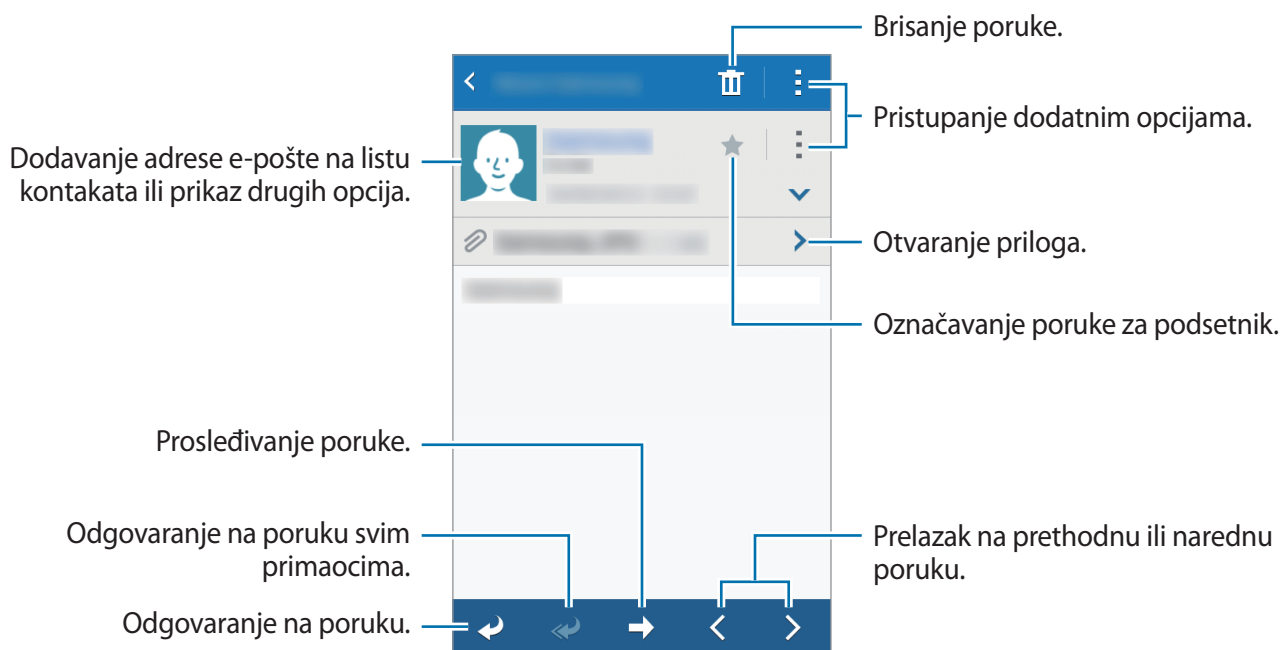 Brisanje poruke.
Pristupanje dodatnim opcijama.
Dodavanje adrese e-pošte na listu
kontakata ili prikaz drugih opcija.
Otvaranje priloga.
Označavanje poruke za podsetnik.
Prosleđivanje poruke.
Odgovaranje na poruku svim
primaocima.
Prelazak na prethodnu ili narednu
poruku.
Odgovaranje na poruku.